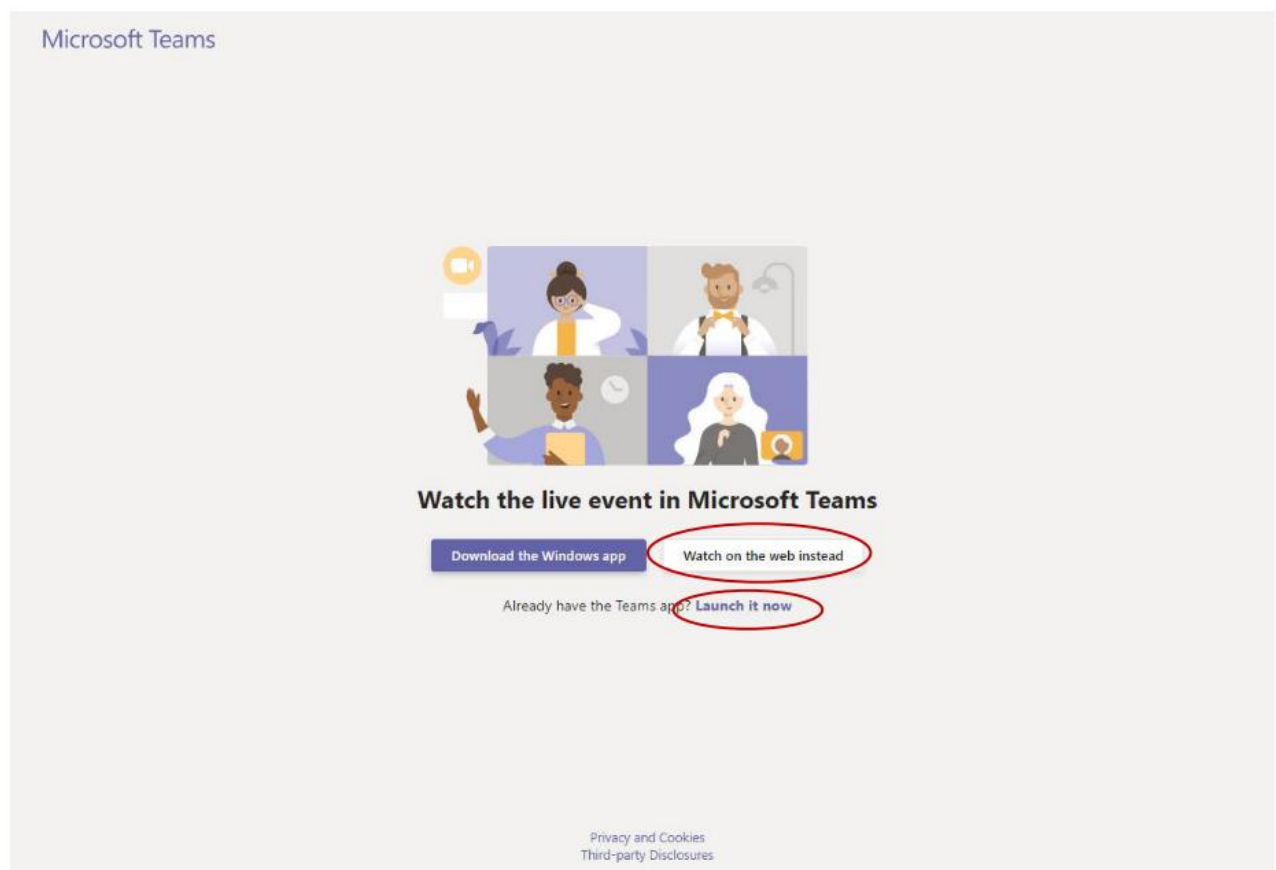 Microsoft Teams
Watch the live event in Microsoft Teams
Download the Windows app Watch on the web instead
Already have the Teams app? Launch it now
Privacy and Cookies
Third-party Disclosures